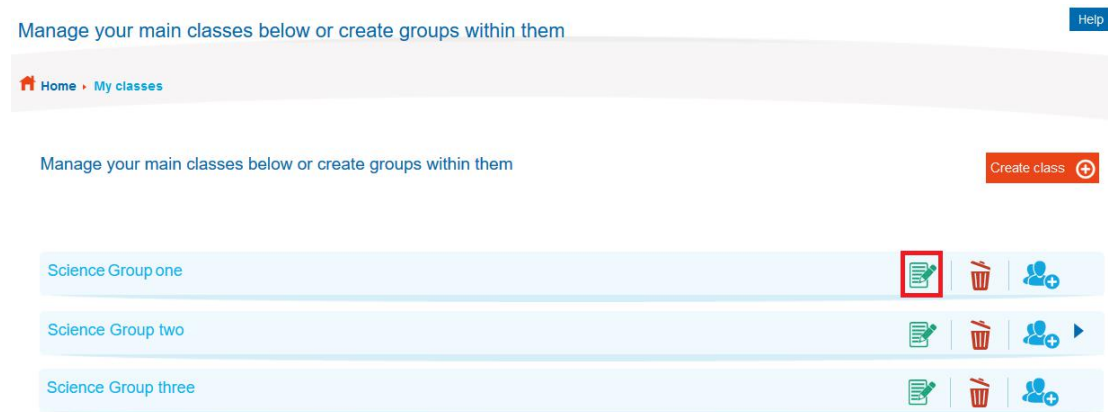 Manage your main classes below or create groups within them
Help
Home My classes
Manage your main classes below or create groups within them
Create class
Science Group one
Science Group two
Science Group three